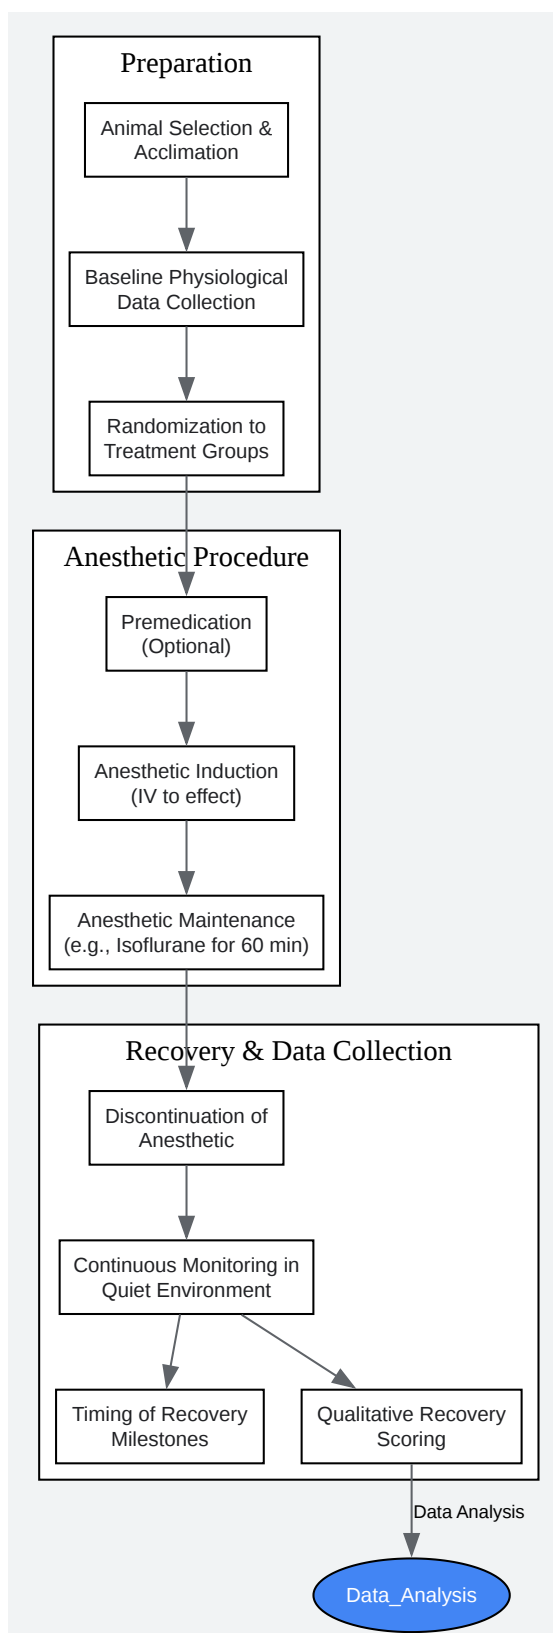 Preparation
Animal Selection &
Acclimation
Baseline Physiological
Data Collection
Randomization to
Treatment Groups
Anesthetic Procedure
Premedication
(Optional)
Anesthetic Induction
(IV to effect)
Anesthetic Maintenance
(e.g., Isoflurane for 60 min)
Recovery & Data Collection
Discontinuation of
Anesthetic
Continuous Monitoring in
Quiet Environment
Timing of Recovery
Milestones
Qualitative Recovery
Scoring
Data Analysis
Data_Analysis